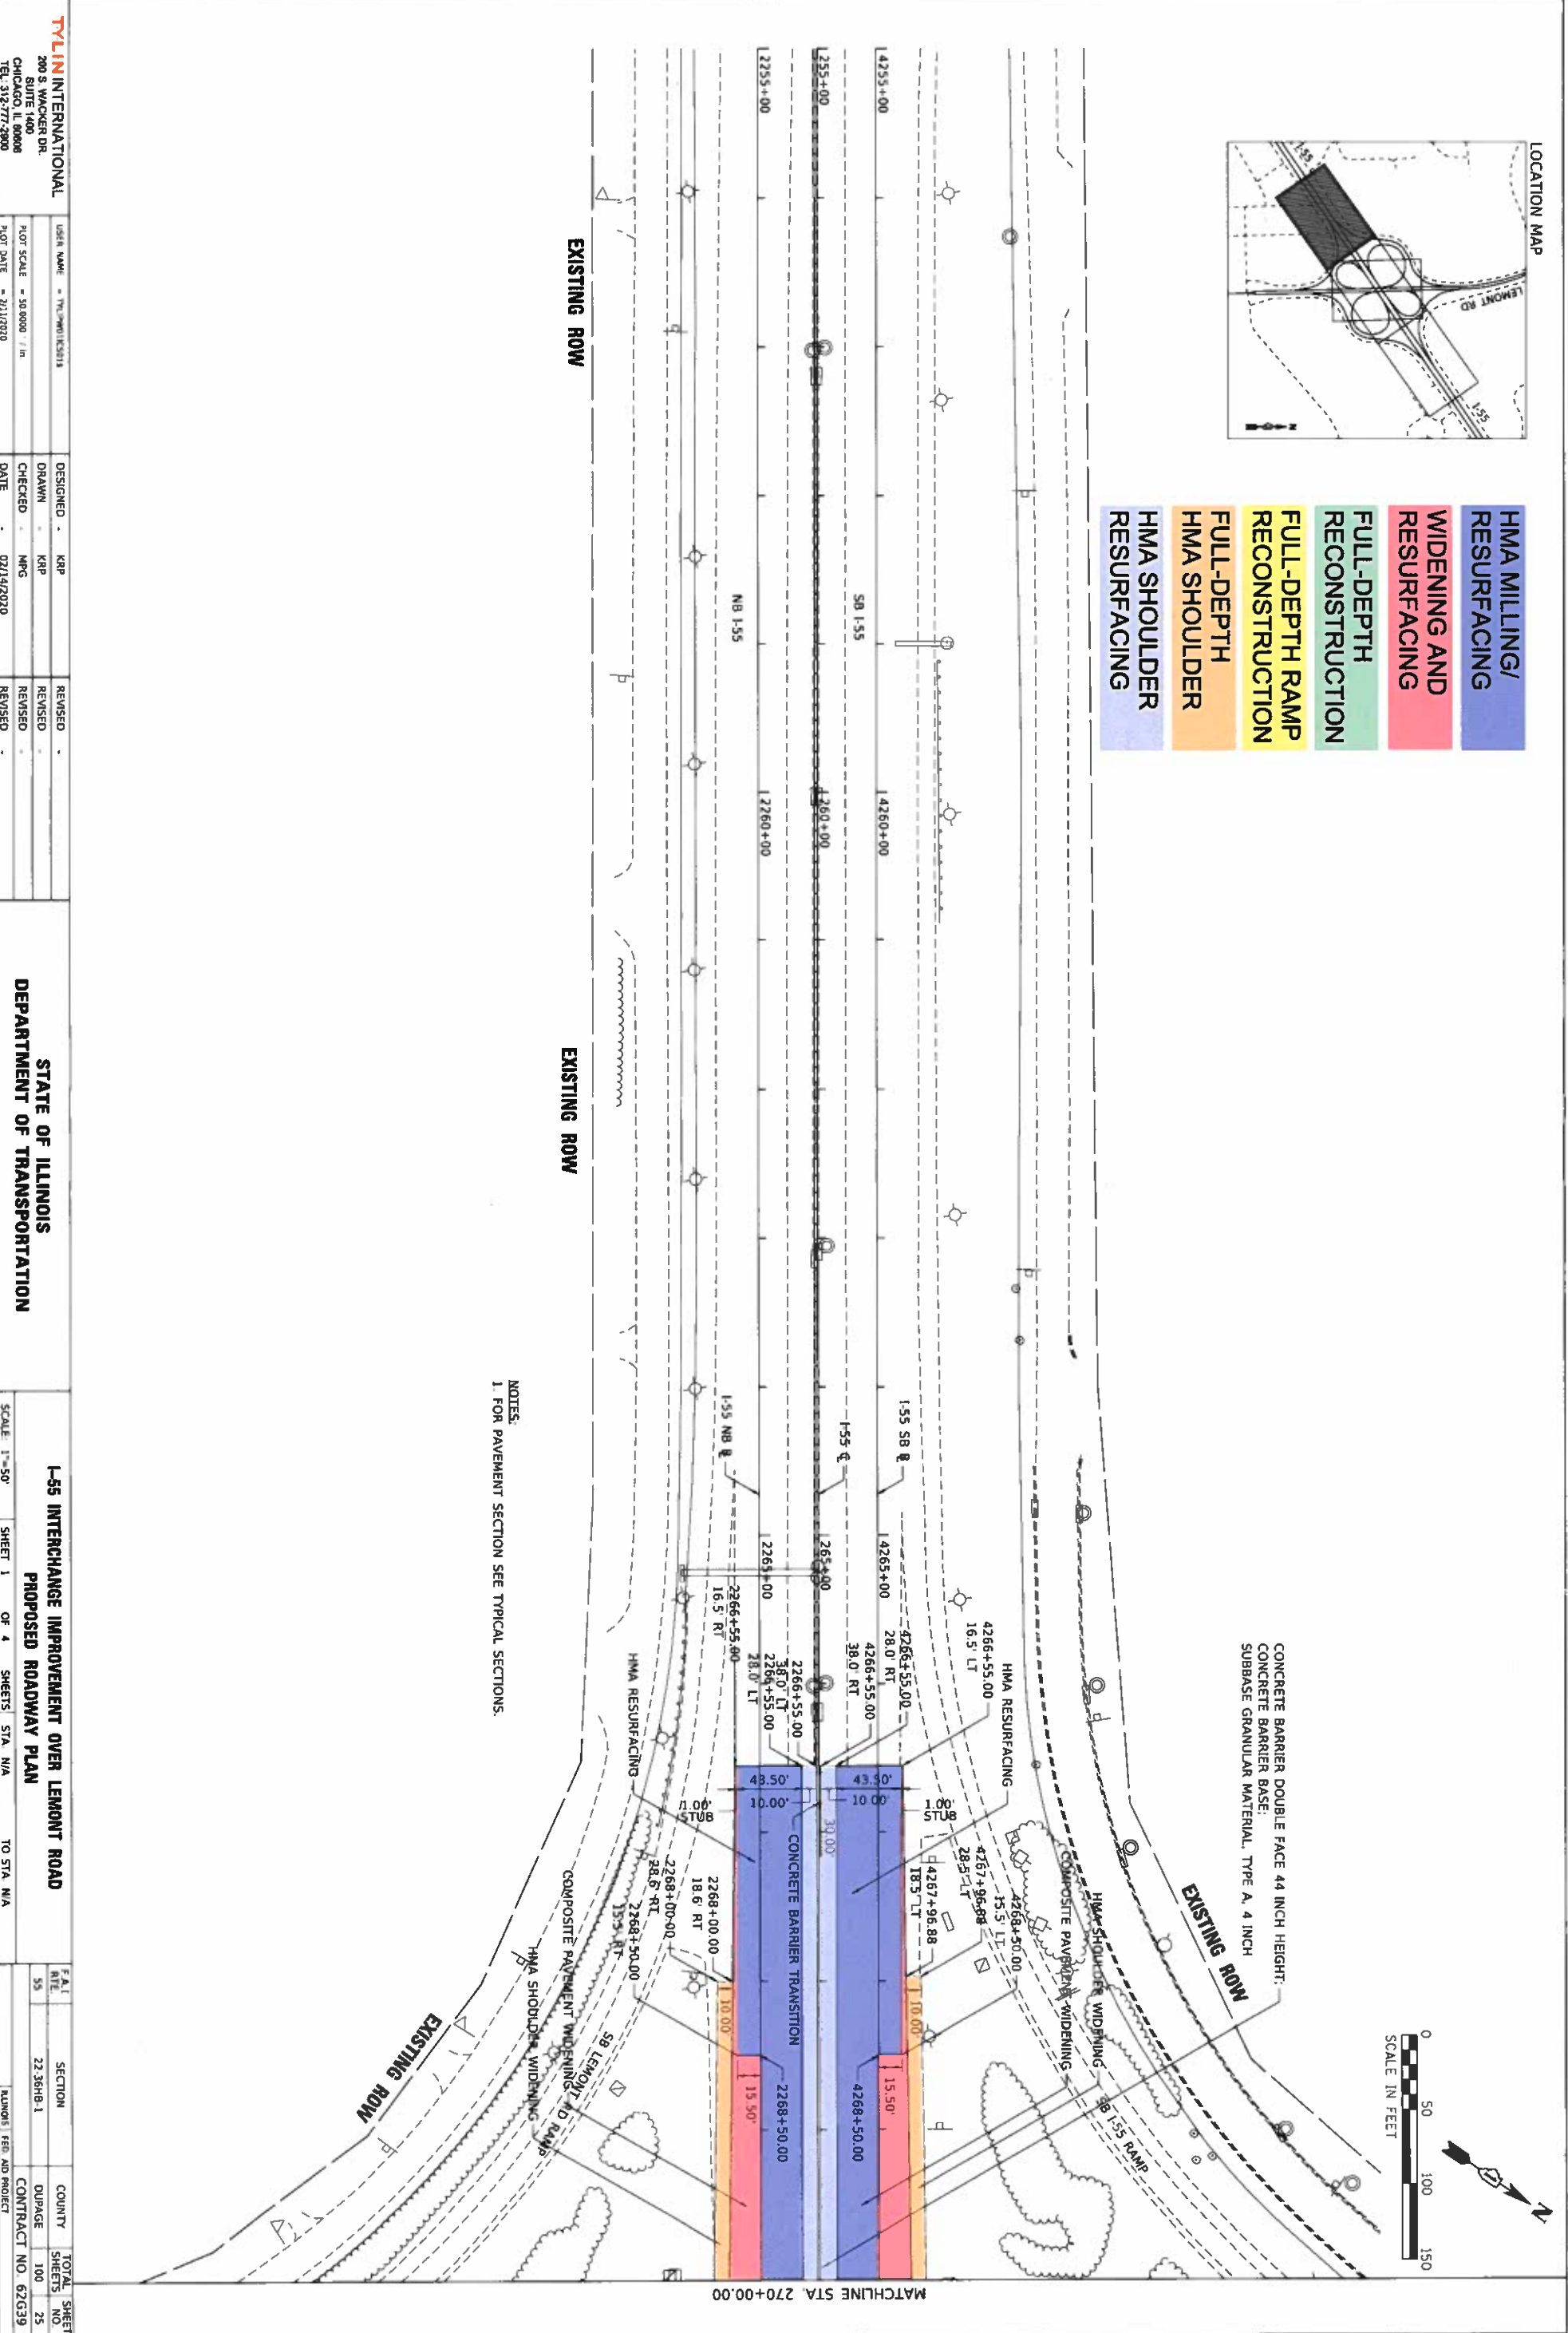 LOCATION MAP
I-55
LEMONT RD
I-55
N
HMA MILLING/
RESURFACING
WIDENING AND
RESURFACING
FULL-DEPTH
RECONSTRUCTION
FULL-DEPTH RAMP
RECONSTRUCTION
FULL-DEPTH
HMA SHOULDER
HMA SHOULDER
RESURFACING
0
50
100
150
SCALE IN FEET
N
CONCRETE BARRIER DOUBLE FACE 44 INCH HEIGHT;
CONCRETE BARRIER BASE;
SUBBASE GRANULAR MATERIAL, TYPE A, 4 INCH
EXISTING ROW
HMA SHOULDER WIDENING
COMPOSITE PAVEMENT WIDENING
SB I-55 RAMP
HMA RESURFACING
4266+55.00
16.5' LT
4268+50.00
15.5' LT
4267+96.88
28.5' LT
4267+96.88
18.5' LT
1.00'
STUB
4266+55.00
28.0' RT
4266+55.00
38.0' RT
4255+00
4260+00
4265+00
I-55 SB
SB I-55
I-55
255+00
260+00
265+00
43.50'
10.00'
30.00'
43.50'
10.00'
10.00'
15.50'
4268+50.00
CONCRETE BARRIER TRANSITION
2268+50.00
15.50'
10.00'
2266+55.00
38.0' LT
2266+55.00
28.0' LT
2255+00
2260+00
2265+00
NB I-55
I-55 NB
2266+55.00
16.5' RT
1.00'
STUB
2268+00.00
18.6' RT
2268+00.00
28.6' RT
2268+50.00
15.5' RT
HMA RESURFACING
COMPOSITE PAVEMENT WIDENING
HMA SHOULDER WIDENING
SB LEMONT RD RAMP
EXISTING ROW
EXISTING ROW
EXISTING ROW
MATCHLINE STA. 270+00.00
NOTES:
1. FOR PAVEMENT SECTION SEE TYPICAL SECTIONS.
TYLIN INTERNATIONAL
200 S. WACKER DR.
SUITE 1400
CHICAGO, IL 60606
TEL: 312-777-2900
USER NAME =
PLOT SCALE = 50.0000 ' / in
PLOT DATE = 2/11/2020
DESIGNED - KRP
DRAWN - KRP
CHECKED - MPG
DATE - 02/14/2020
REVISED -
REVISED -
REVISED -
REVISED -
STATE OF ILLINOIS
DEPARTMENT OF TRANSPORTATION
I-55 INTERCHANGE IMPROVEMENT OVER LEMONT ROAD
PROPOSED ROADWAY PLAN
SCALE: 1"=50' SHEET 1 OF 4 SHEETS STA. N/A TO STA. N/A
F.A.I. RTE.
SECTION
COUNTY
TOTAL SHEETS
SHEET NO.
55
22-36HB-1
DUPAGE
100
25
CONTRACT NO. 62G39
ILLINOIS FED. AID PROJECT